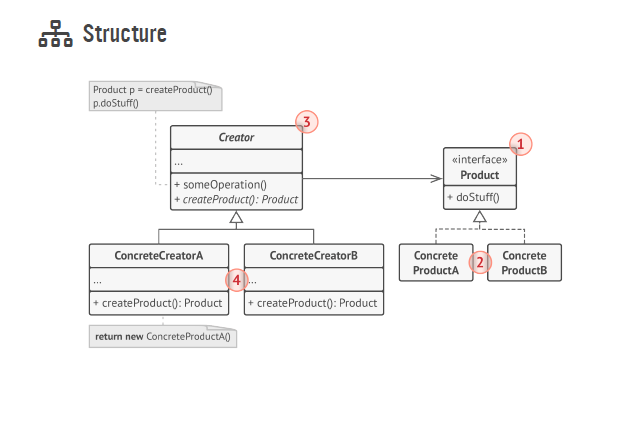 Structure
Product p = createProduct()
p.doStuff()
3
Creator
...
+ someOperation()
+ createProduct(): Product
1
«interface»
Product
+ doStuff()
ConcreteCreatorA
...
+ createProduct(): Product
4
ConcreteCreatorB
...
+ createProduct(): Product
Concrete
ProductA
2
Concrete
ProductB
return new ConcreteProductA()